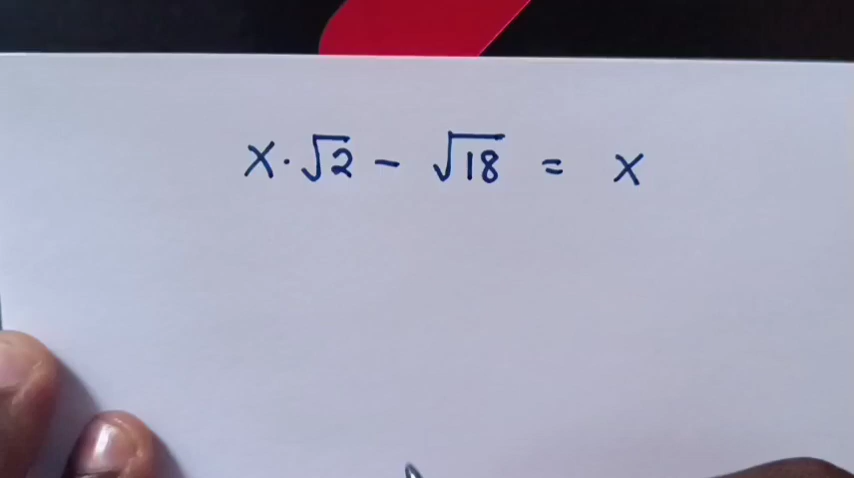 x · √2 − √18 = x